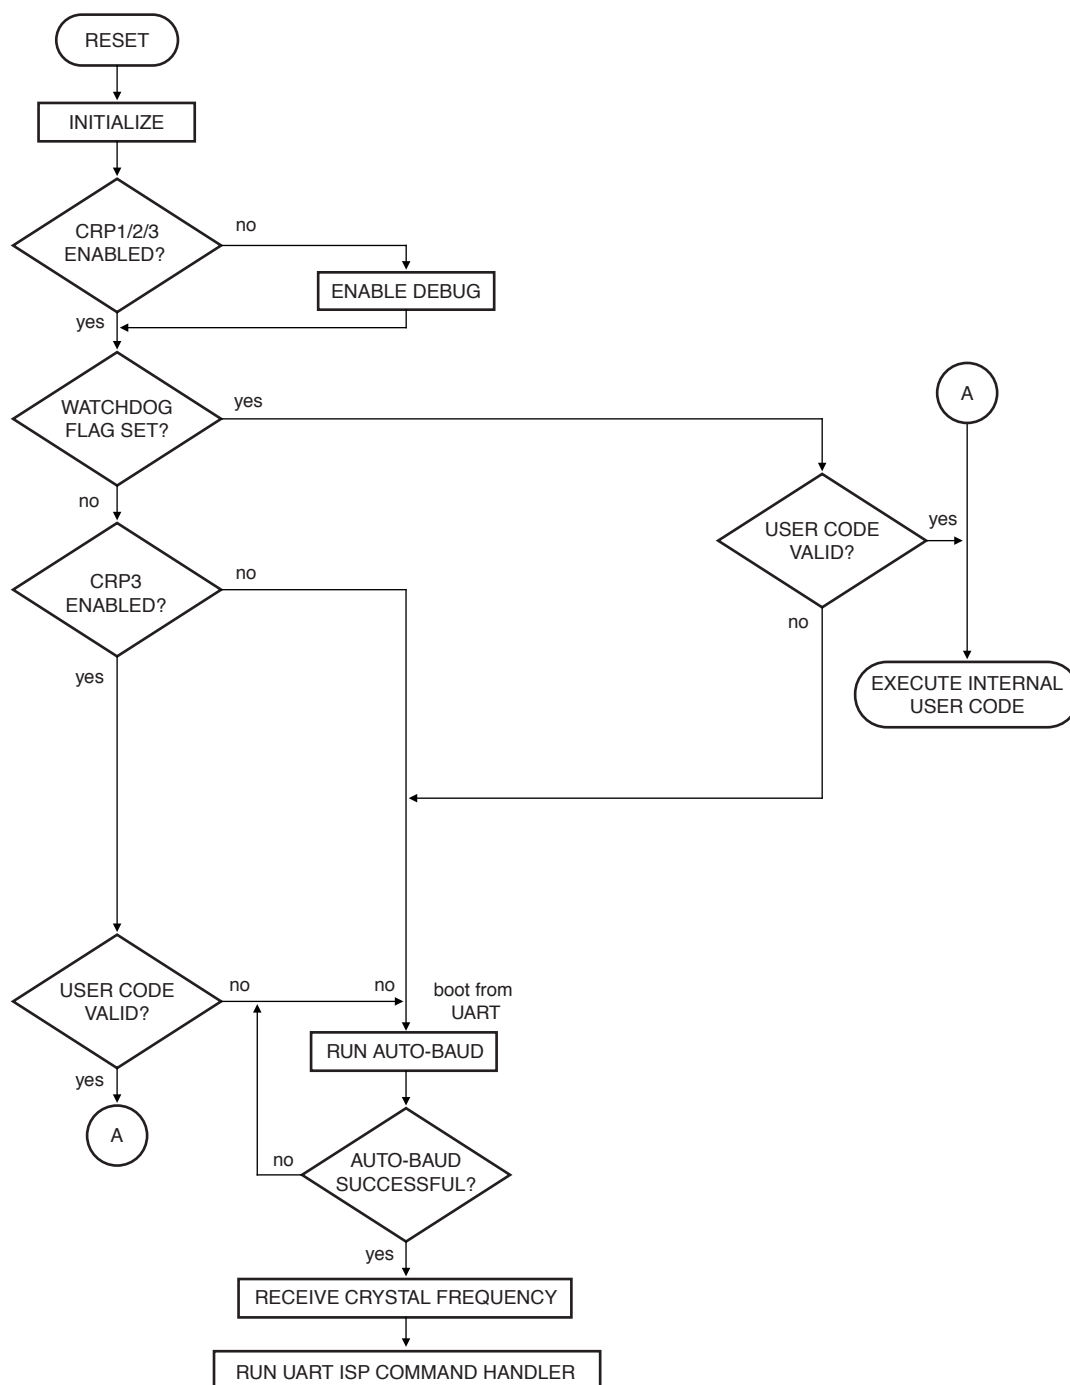 RESET
INITIALIZE
CRP1/2/3
ENABLED?
no
ENABLE DEBUG
yes
WATCHDOG
FLAG SET?
yes
A
no
USER CODE
VALID?
yes
CRP3
ENABLED?
no
no
yes
EXECUTE INTERNAL
USER CODE
USER CODE
VALID?
no
no
boot from
UART
RUN AUTO-BAUD
yes
A
no
AUTO-BAUD
SUCCESSFUL?
yes
RECEIVE CRYSTAL FREQUENCY
RUN UART ISP COMMAND HANDLER